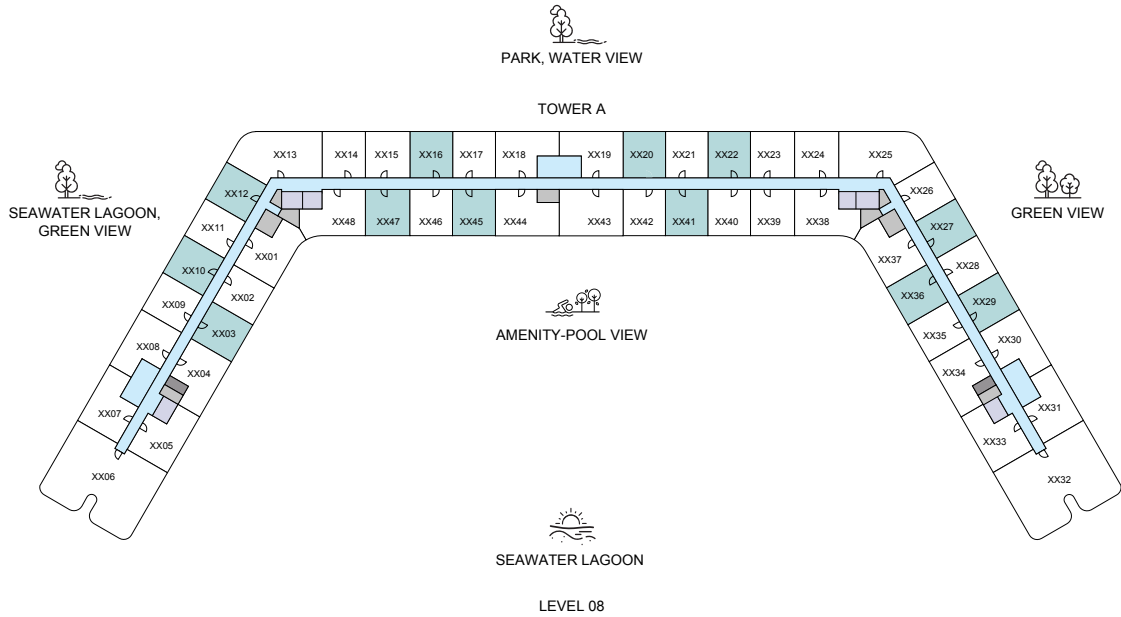 PARK, WATER VIEW
TOWER A
XX13 XX14 XX15 XX16 XX17 XX18 XX19 XX20 XX21 XX22 XX23 XX24 XX25
XX12
XX26
SEAWATER LAGOON,
GREEN VIEW
GREEN VIEW
XX48 XX47 XX46 XX45 XX44 XX43 XX42 XX41 XX40 XX39 XX38
XX11
XX27
XX01
XX37
XX10
XX28
XX02
XX36
XX09
XX29
XX03
XX35
AMENITY-POOL VIEW
XX08
XX30
XX04
XX34
XX07
XX31
XX05
XX33
XX06
XX32
SEAWATER LAGOON
LEVEL 08